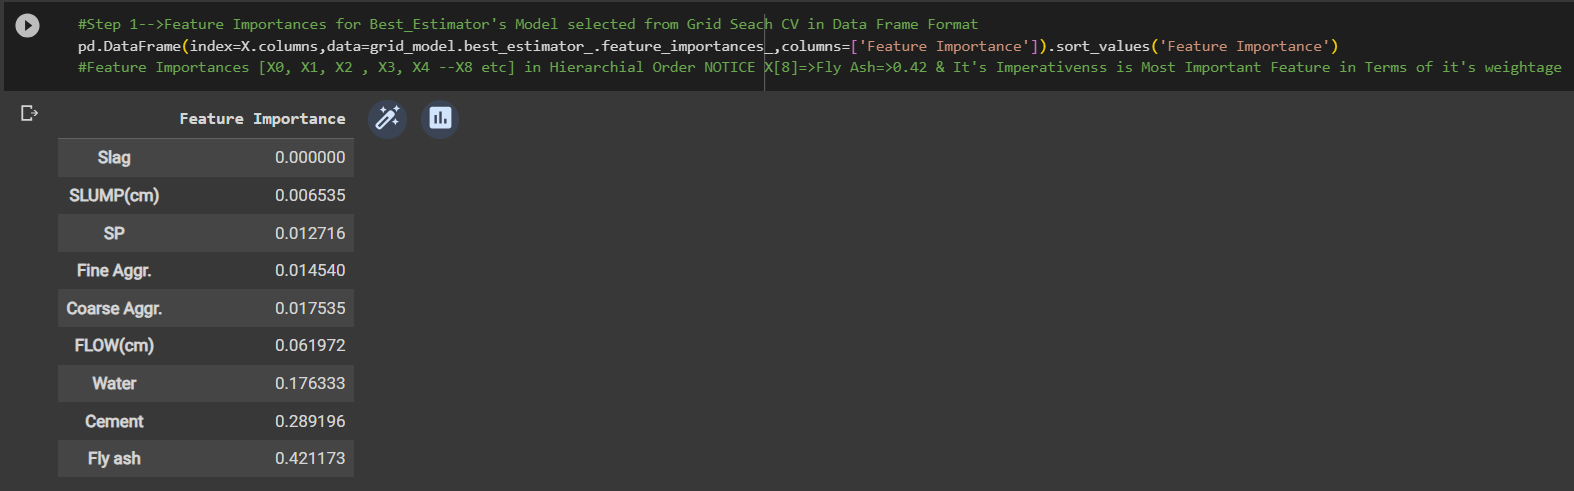 #Step 1-->Feature Importances for Best_Estimator's Model selected from Grid Seach CV in Data Frame Format
pd.DataFrame(index=X.columns,data=grid_model.best_estimator_.feature_importances_,columns=['Feature Importance']).sort_values('Feature Importance')
#Feature Importances [X0, X1, X2 , X3, X4 --X8 etc] in Hierarchial Order NOTICE X[8]=>Fly Ash=>0.42 & It's Imperativenss is Most Important Feature in Terms of it's weightage
Feature Importance
Slag 0.000000
SLUMP(cm) 0.006535
SP 0.012716
Fine Aggr. 0.014540
Coarse Aggr. 0.017535
FLOW(cm) 0.061972
Water 0.176333
Cement 0.289196
Fly ash 0.421173